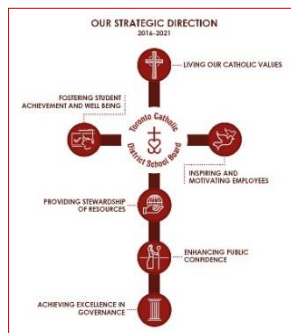 OUR STRATEGIC DIRECTION
2016-2021
LIVING OUR CATHOLIC VALUES
FOSTERING STUDENT
ACHIEVEMENT AND WELL BEING
Toronto Catholic
District School Board
INSPIRING AND
MOTIVATING EMPLOYEES
PROVIDING STEWARDSHIP
OF RESOURCES
ENHANCING PUBLIC
CONFIDENCE
ACHIEVING EXCELLENCE IN
GOVERNANCE